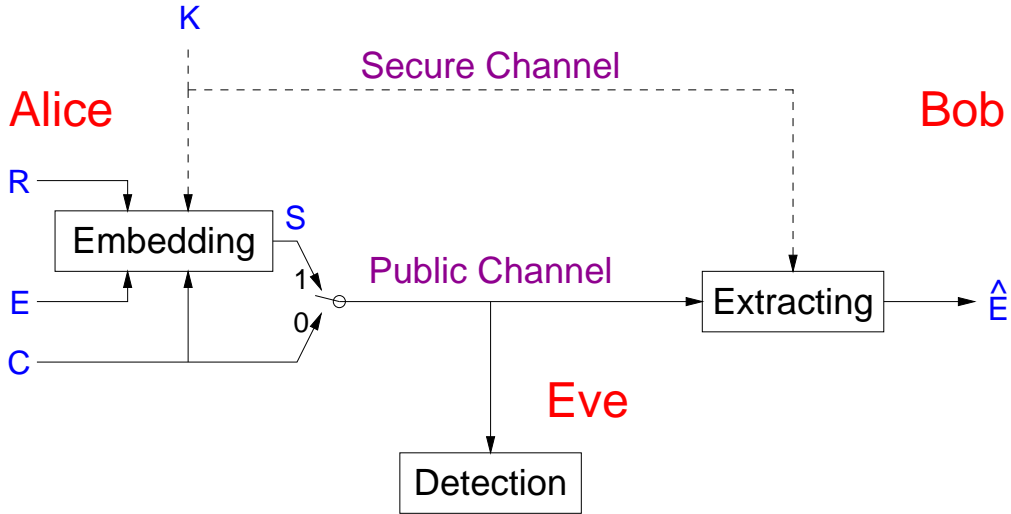 K
Secure Channel
Alice
Bob
R
S
Embedding
1
Public Channel
E
Extracting
Ê
0
C
Eve
Detection